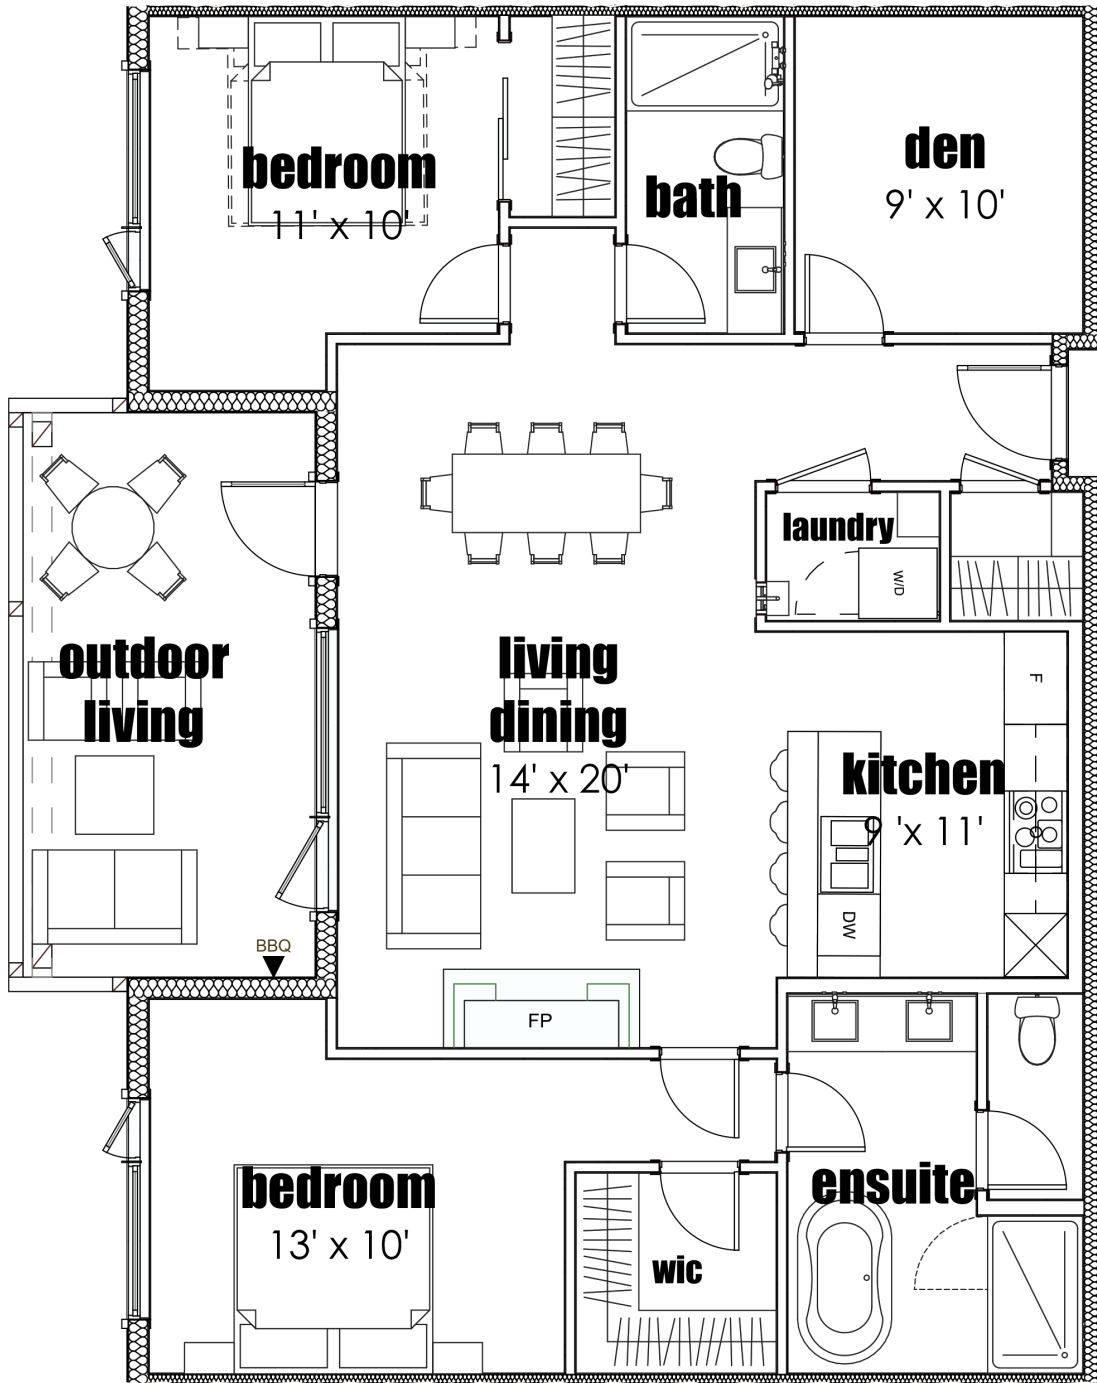 bedroom
11' x 10'
bath
den
9' x 10'
laundry
W/D
outdoor
living
living
dining
14' x 20'
F
kitchen
9 'x 11'
DW
BBQ
FP
bedroom
13' x 10'
ensuite
wic